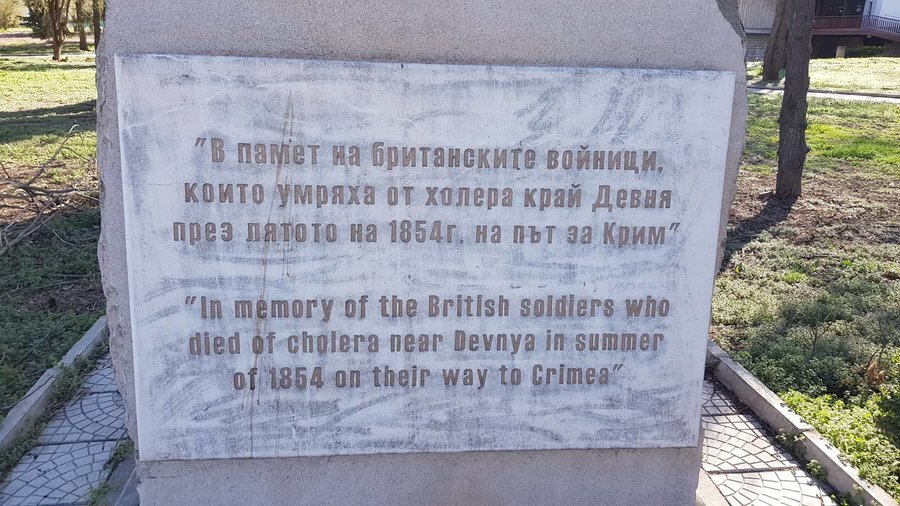 "В памет на британските войници,
които умряха от холера край Девня
през лятото на 1854г. на път за Крим"
"In memory of the British soldiers who
died of cholera near Devnya in summer
of 1854 on their way to Crimea"